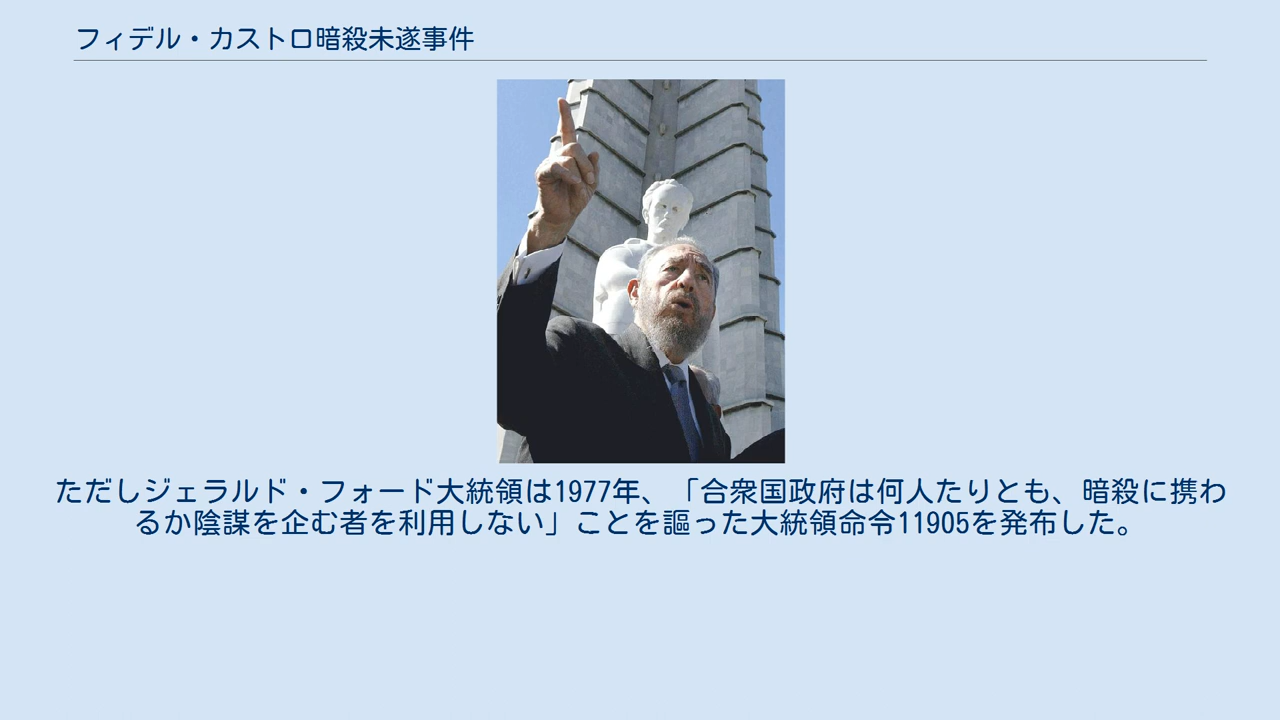 フィデル・カストロ暗殺未遂事件
ただしジェラルド・フォード大統領は1977年、「合衆国政府は何人たりとも、暗殺に携わ
るか陰謀を企む者を利用しない」ことを謳った大統領命令11905を発布した。